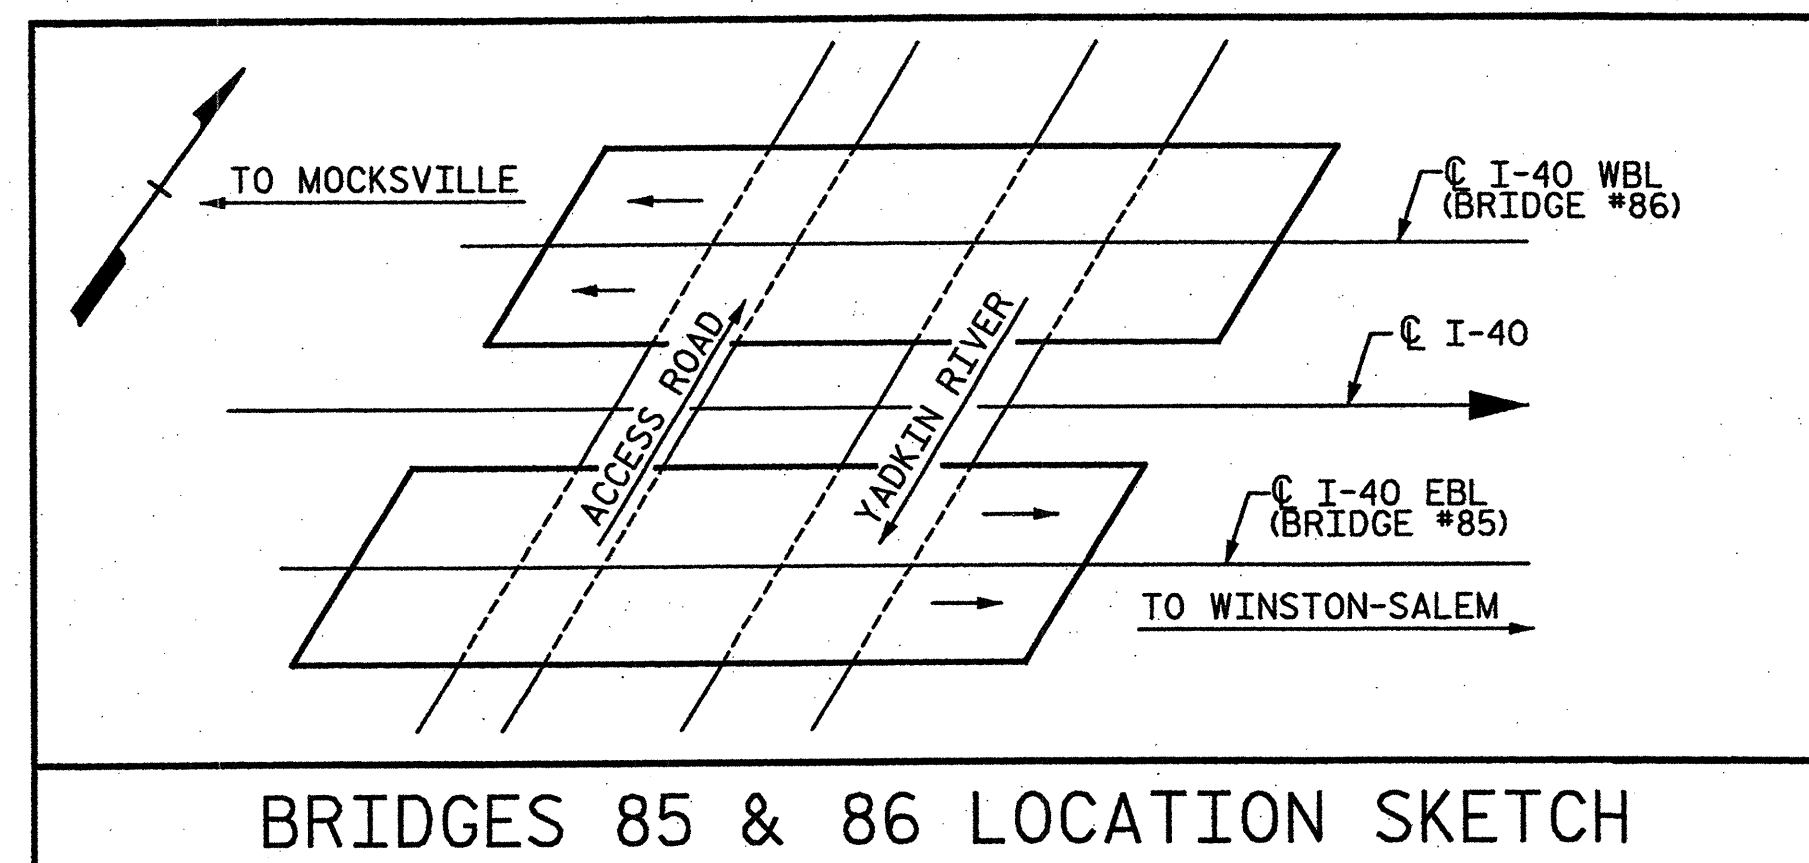 TO MOCKSVILLE
℄ I-40 WBL
(BRIDGE #86)
℄ I-40
ACCESS ROAD
YADKIN RIVER
℄ I-40 EBL
(BRIDGE #85)
TO WINSTON-SALEM
BRIDGES 85 & 86 LOCATION SKETCH